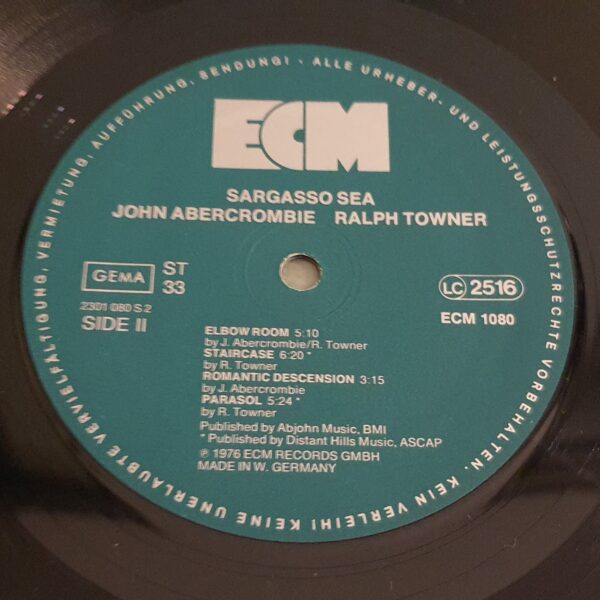 ALLE URHEBER- UND LEISTUNGSSCHUTZRECHTE VORBEHALTEN. KEIN VERLEIH! KEINE UNERLAUBTE VERVIELFÄLTIGUNG, VERMIETUNG, AUFFÜHRUNG, SENDUNG! -
ECM
SARGASSO SEA
JOHN ABERCROMBIE RALPH TOWNER
GEMA
ST
33
LC 2516
2301 080 S 2
SIDE II
ECM 1080
ELBOW ROOM 5:10
by J. Abercrombie/R. Towner
STAIRCASE 6:20 *
by R. Towner
ROMANTIC DESCENSION 3:15
by J. Abercrombie
PARASOL 5:24 *
by R. Towner
Published by Abjohn Music, BMI
* Published by Distant Hills Music, ASCAP
℗ 1976 ECM RECORDS GMBH
MADE IN W. GERMANY